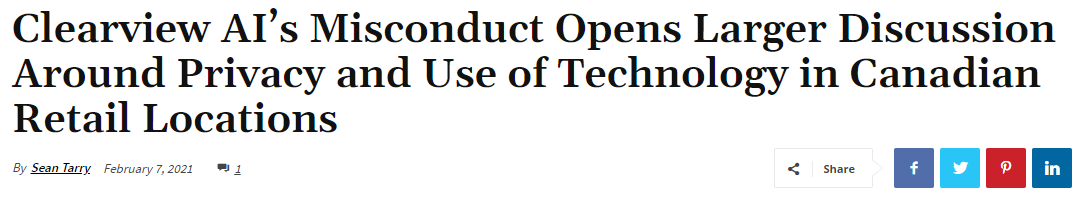 Clearview AI’s Misconduct Opens Larger Discussion
Around Privacy and Use of Technology in Canadian
Retail Locations
By Sean Tarry February 7, 2021 1
Share